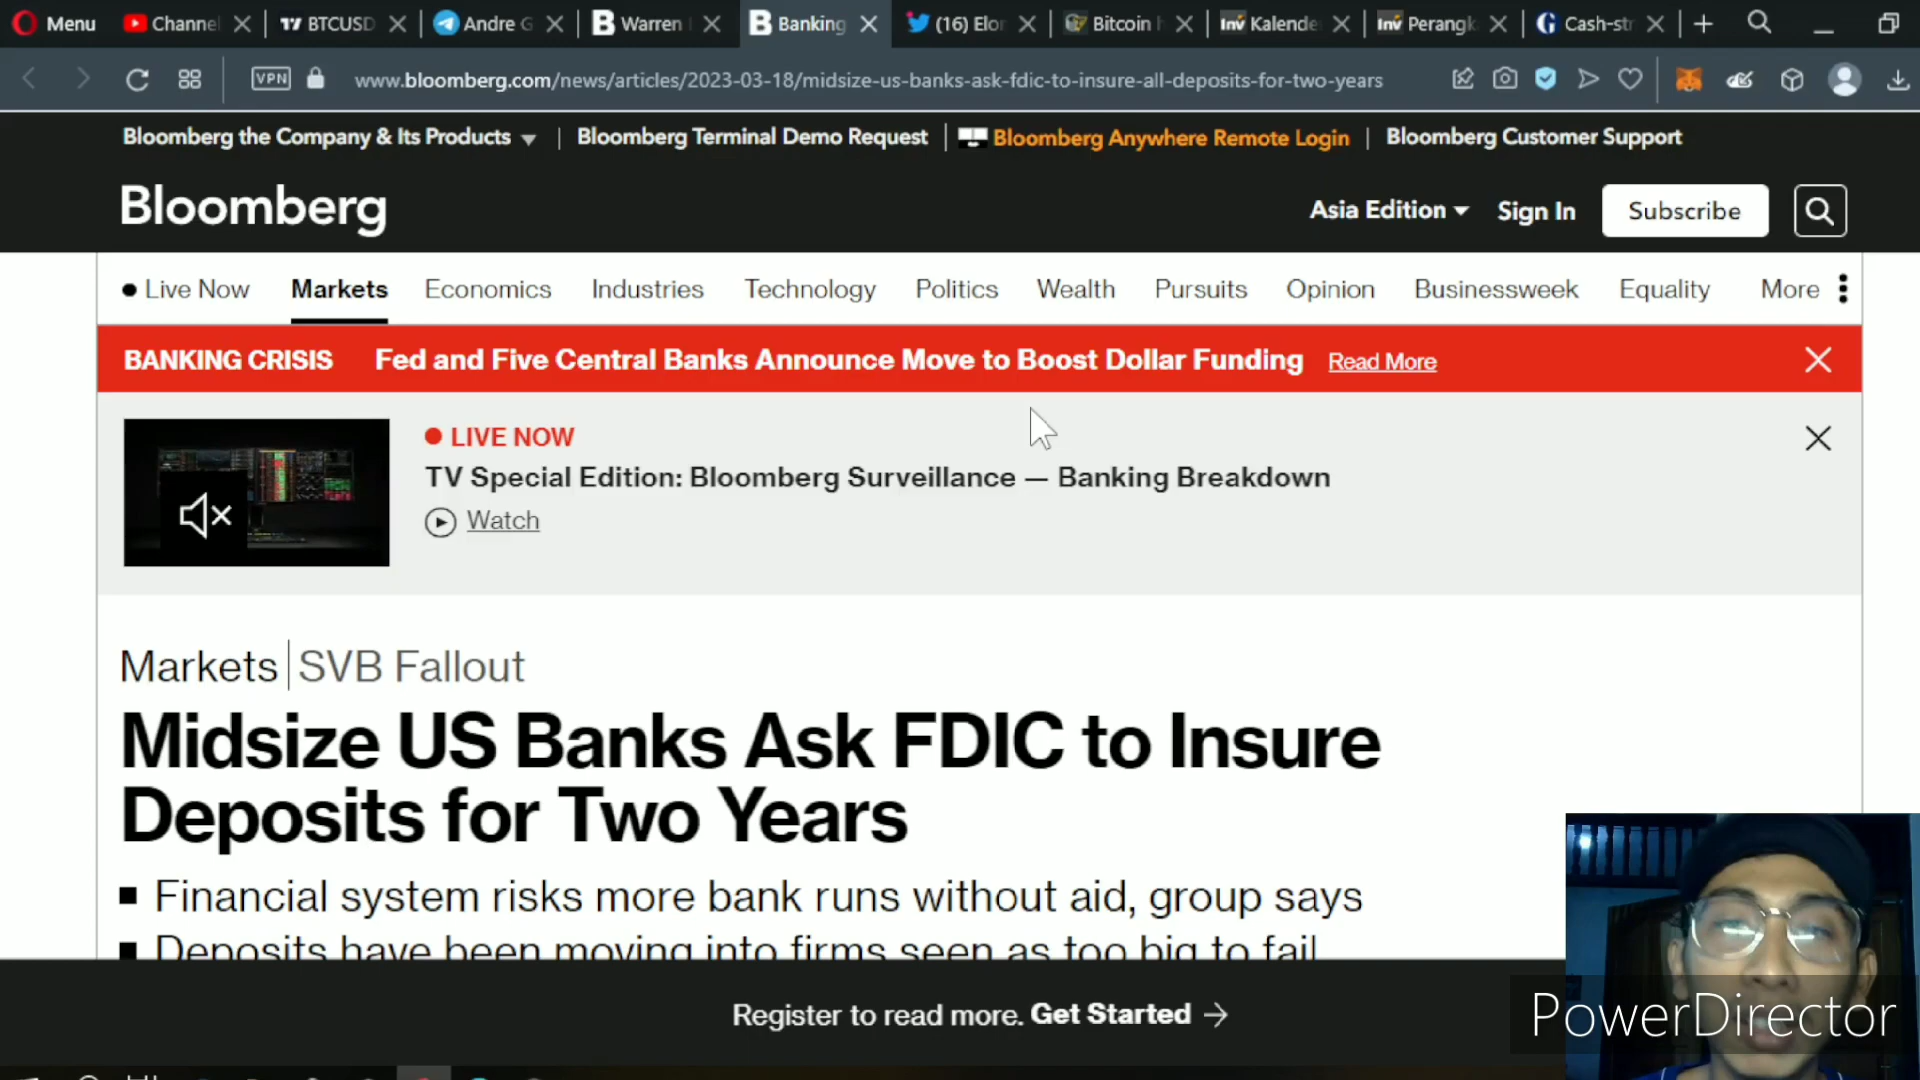 Menu
Channel
BTCUSD
Andre G
Warren
Banking
(16) Elon
Bitcoin h
Kalende
Perangk
Cash-str
VPN
www.bloomberg.com/news/articles/2023-03-18/midsize-us-banks-ask-fdic-to-insure-all-deposits-for-two-years
Bloomberg the Company & Its Products | Bloomberg Terminal Demo Request | Bloomberg Anywhere Remote Login | Bloomberg Customer Support
Bloomberg
Asia Edition Sign In Subscribe
Live Now Markets Economics Industries Technology Politics Wealth Pursuits Opinion Businessweek Equality More
BANKING CRISIS Fed and Five Central Banks Announce Move to Boost Dollar Funding Read More
LIVE NOW
TV Special Edition: Bloomberg Surveillance — Banking Breakdown
Watch
Markets | SVB Fallout
Midsize US Banks Ask FDIC to Insure
Deposits for Two Years
Financial system risks more bank runs without aid, group says
Deposits have been moving into firms seen as too big to fail
Register to read more. Get Started →
PowerDirector